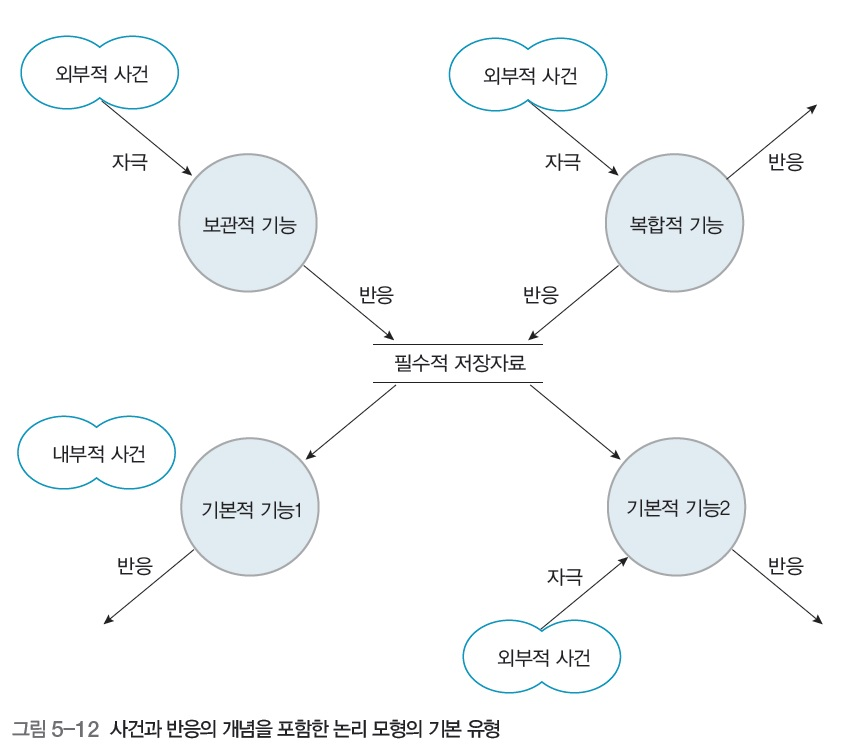 외부적 사건
외부적 사건
자극
자극
반응
보관적 기능
복합적 기능
반응
반응
필수적 저장자료
내부적 사건
기본적 기능1
기본적 기능2
반응
자극
반응
외부적 사건
그림 5-12 사건과 반응의 개념을 포함한 논리 모형의 기본 유형